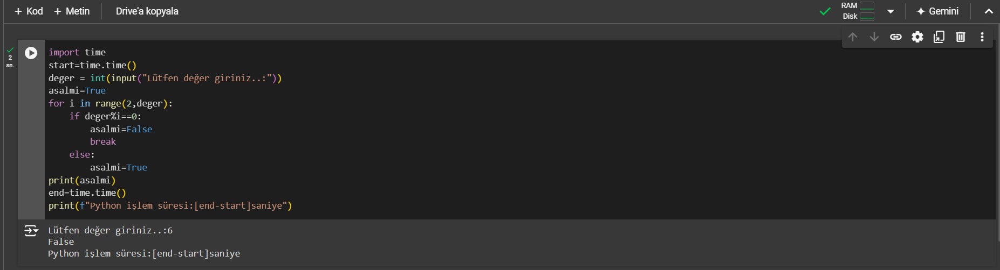 + Kod + Metin Drive'a kopyala RAM Disk Gemini
2 sn.
import time
start=time.time()
deger = int(input("Lütfen değer giriniz..:"))
asalmi=True
for i in range(2,deger):
    if deger%i==0:
        asalmi=False
        break
    else:
        asalmi=True
print(asalmi)
end=time.time()
print(f"Python işlem süresi:[end-start]saniye")
Lütfen değer giriniz..:6
False
Python işlem süresi:[end-start]saniye